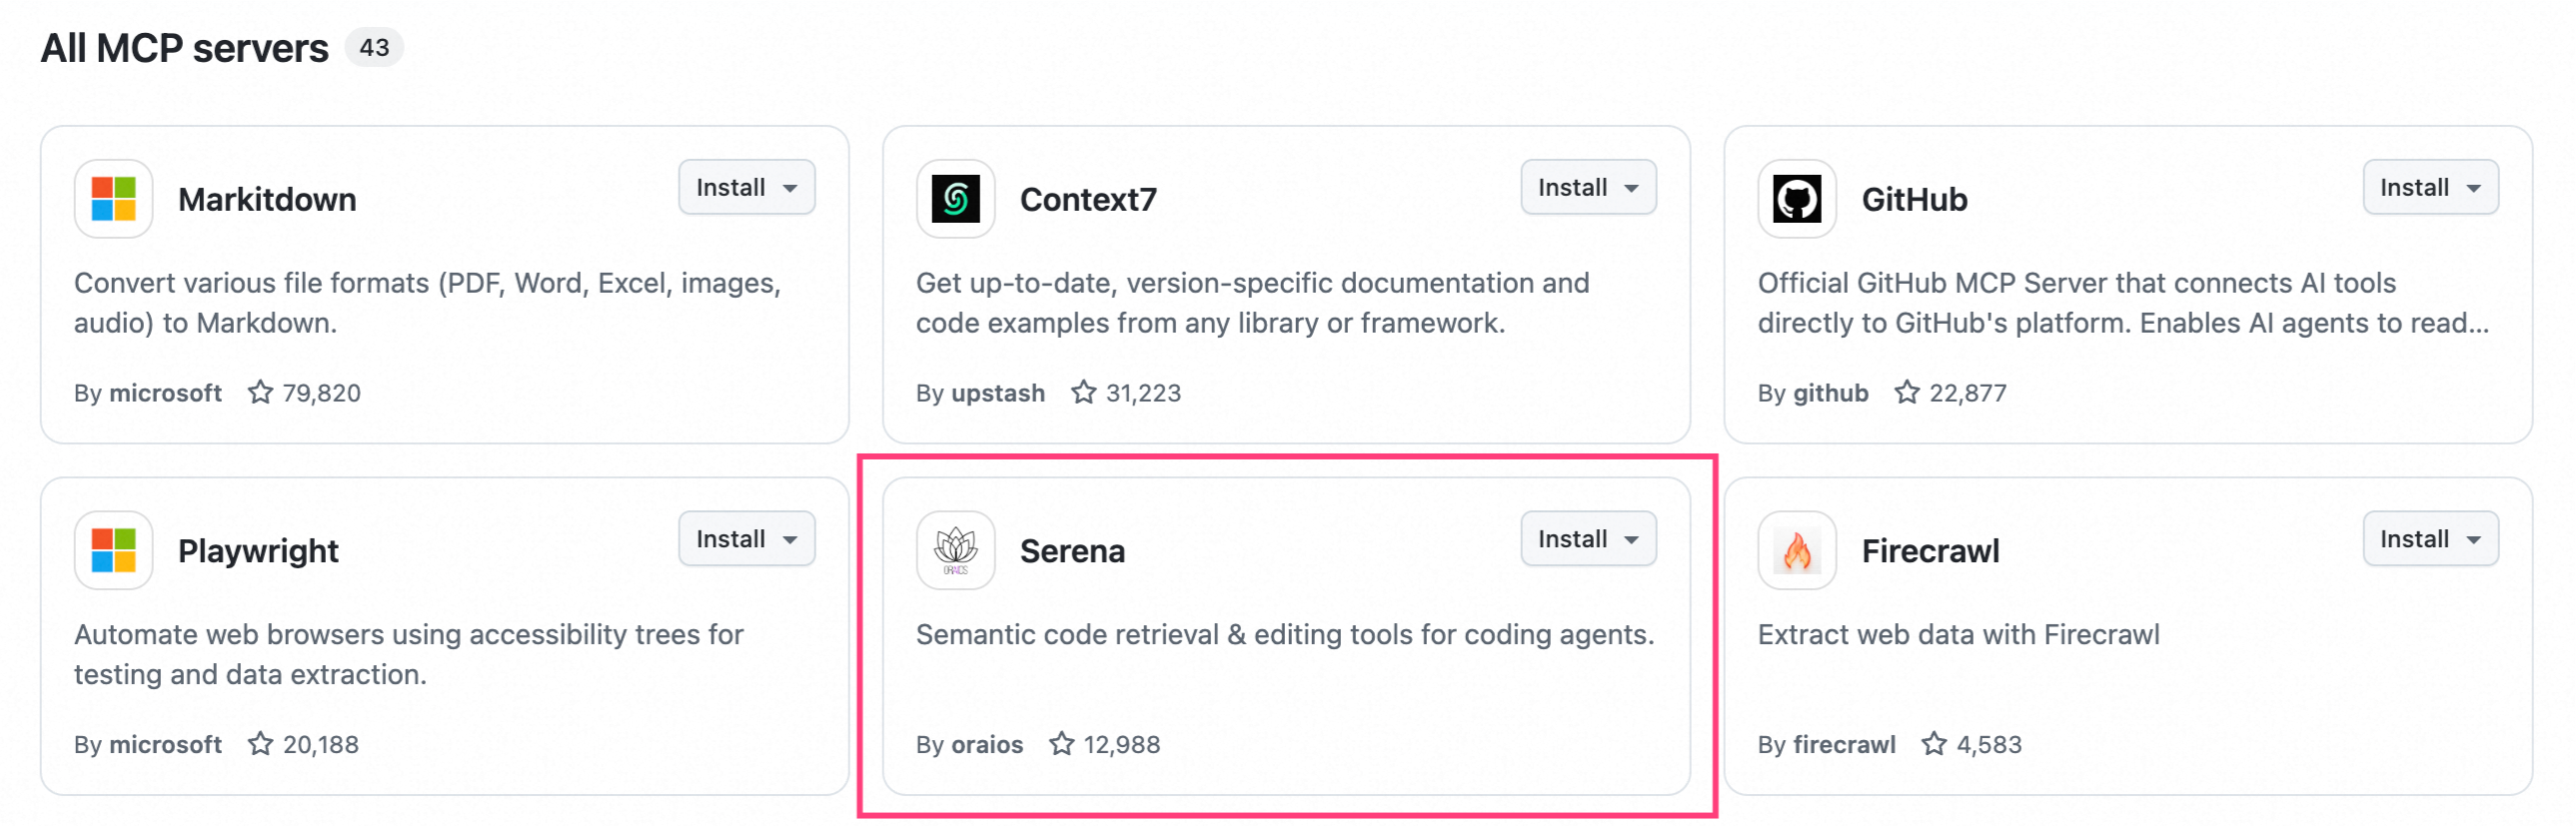 All MCP servers 43
Markitdown
Install
Convert various file formats (PDF, Word, Excel, images,
audio) to Markdown.
By microsoft 79,820
Context7
Install
Get up-to-date, version-specific documentation and
code examples from any library or framework.
By upstash 31,223
GitHub
Install
Official GitHub MCP Server that connects AI tools
directly to GitHub's platform. Enables AI agents to read...
By github 22,877
Playwright
Install
Automate web browsers using accessibility trees for
testing and data extraction.
By microsoft 20,188
ORAIOS
Serena
Install
Semantic code retrieval & editing tools for coding agents.
By oraios 12,988
Firecrawl
Install
Extract web data with Firecrawl
By firecrawl 4,583